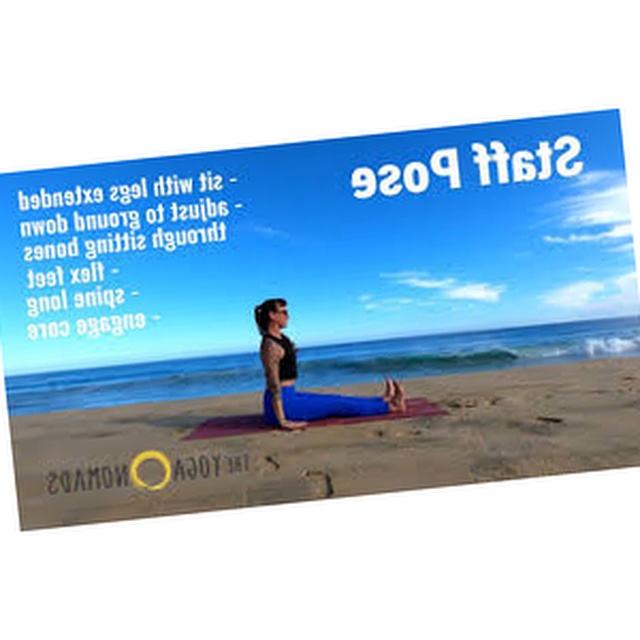 Staff Pose
- sit with legs extended
- adjust to ground down
through sitting bones
- flex feet
- spine long
- engage core
THE YOGA NOMADS